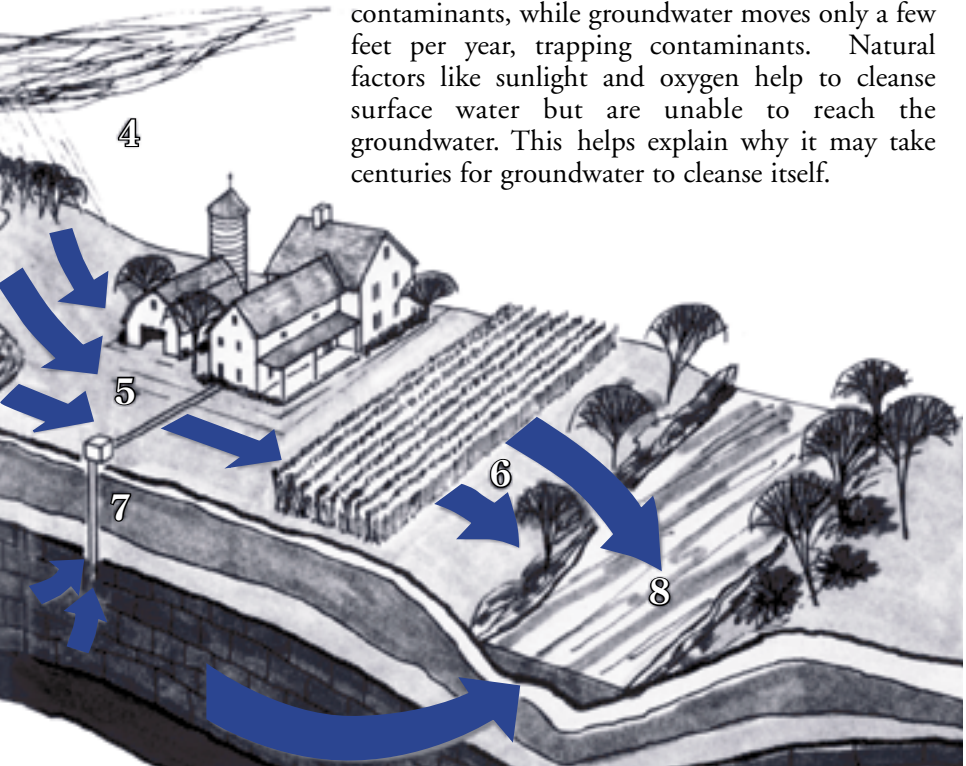 contaminants, while groundwater moves only a few
feet per year, trapping contaminants. Natural
factors like sunlight and oxygen help to cleanse
surface water but are unable to reach the
groundwater. This helps explain why it may take
centuries for groundwater to cleanse itself.
4
5
6
7
8